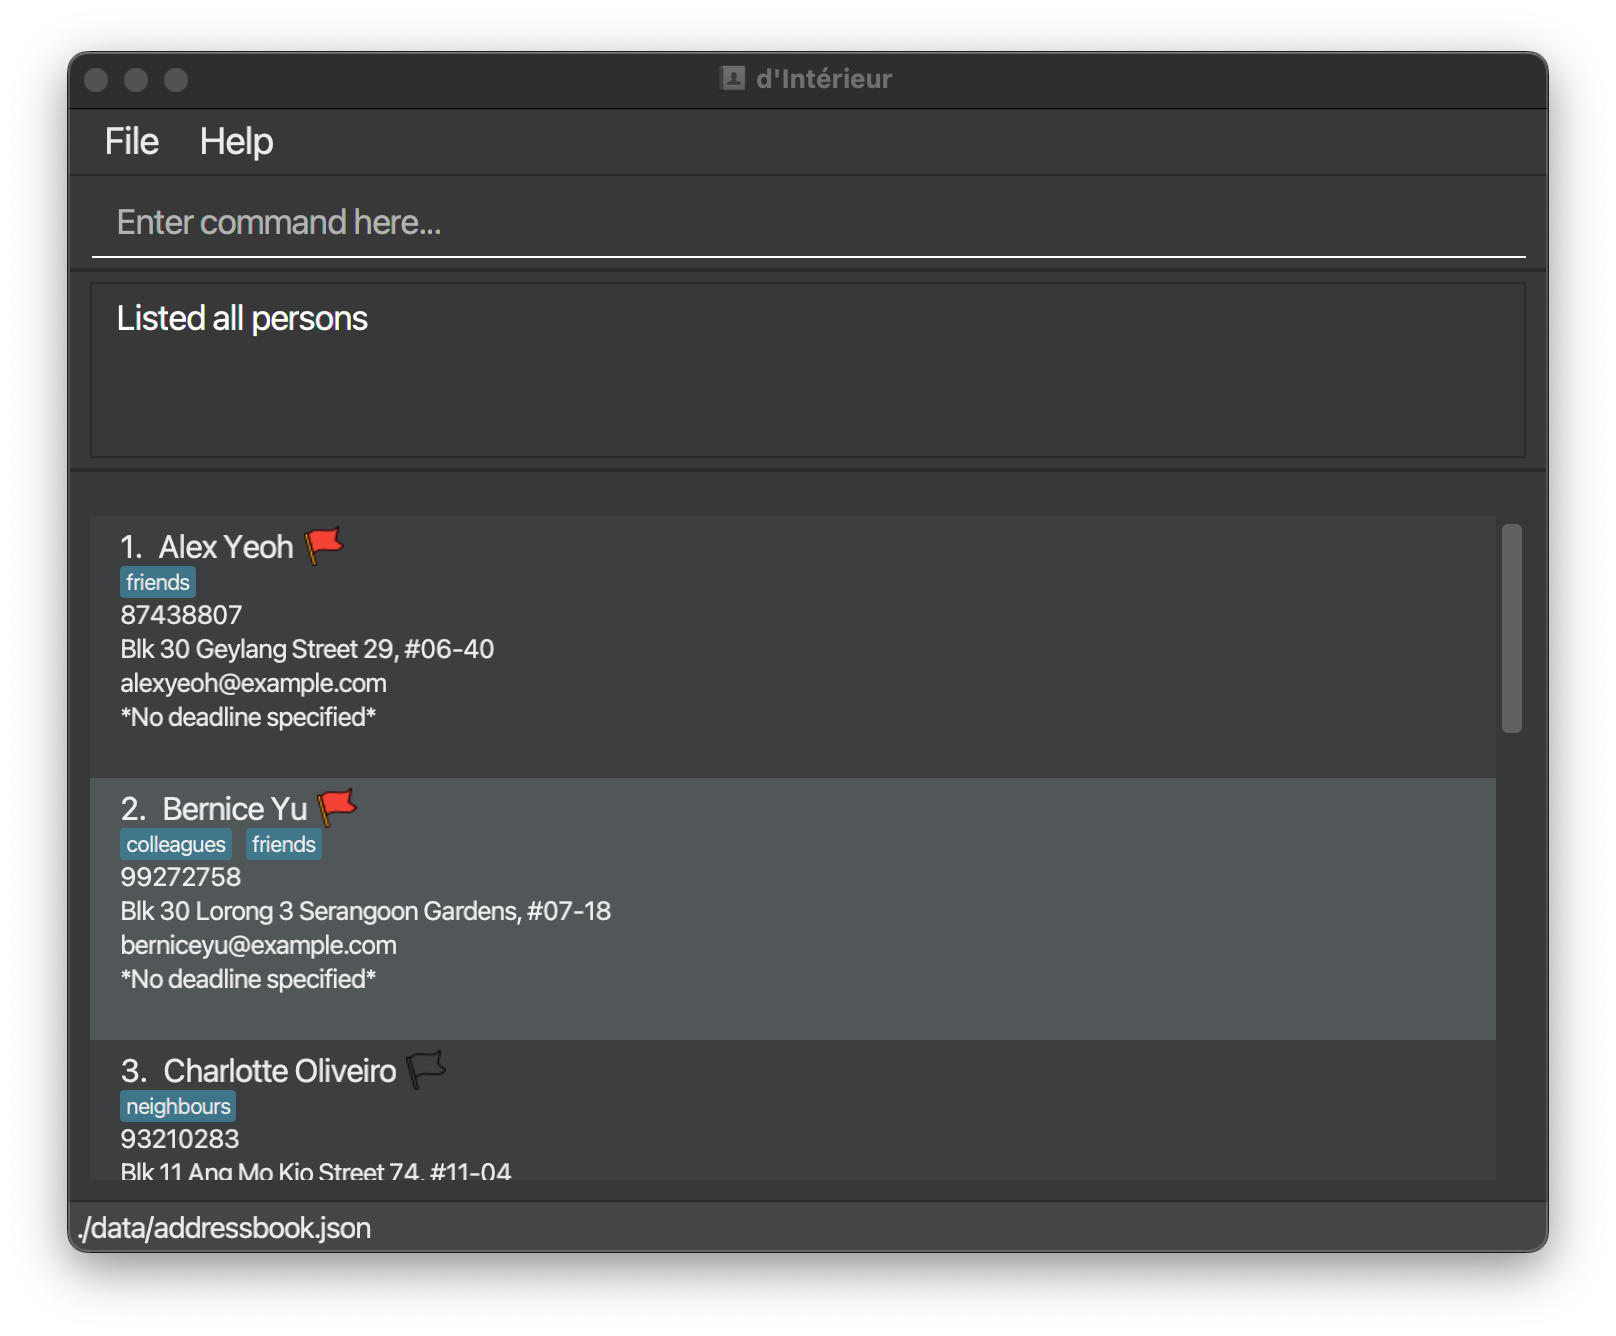 d'Intérieur
File Help
Enter command here...
Listed all persons
1. Alex Yeoh
friends
87438807
Blk 30 Geylang Street 29, #06-40
alexyeoh@example.com
*No deadline specified*
2. Bernice Yu
colleagues friends
99272758
Blk 30 Lorong 3 Serangoon Gardens, #07-18
berniceyu@example.com
*No deadline specified*
3. Charlotte Oliveiro
neighbours
93210283
Blk 11 Ang Mo Kio Street 74, #11-04
./data/addressbook.json